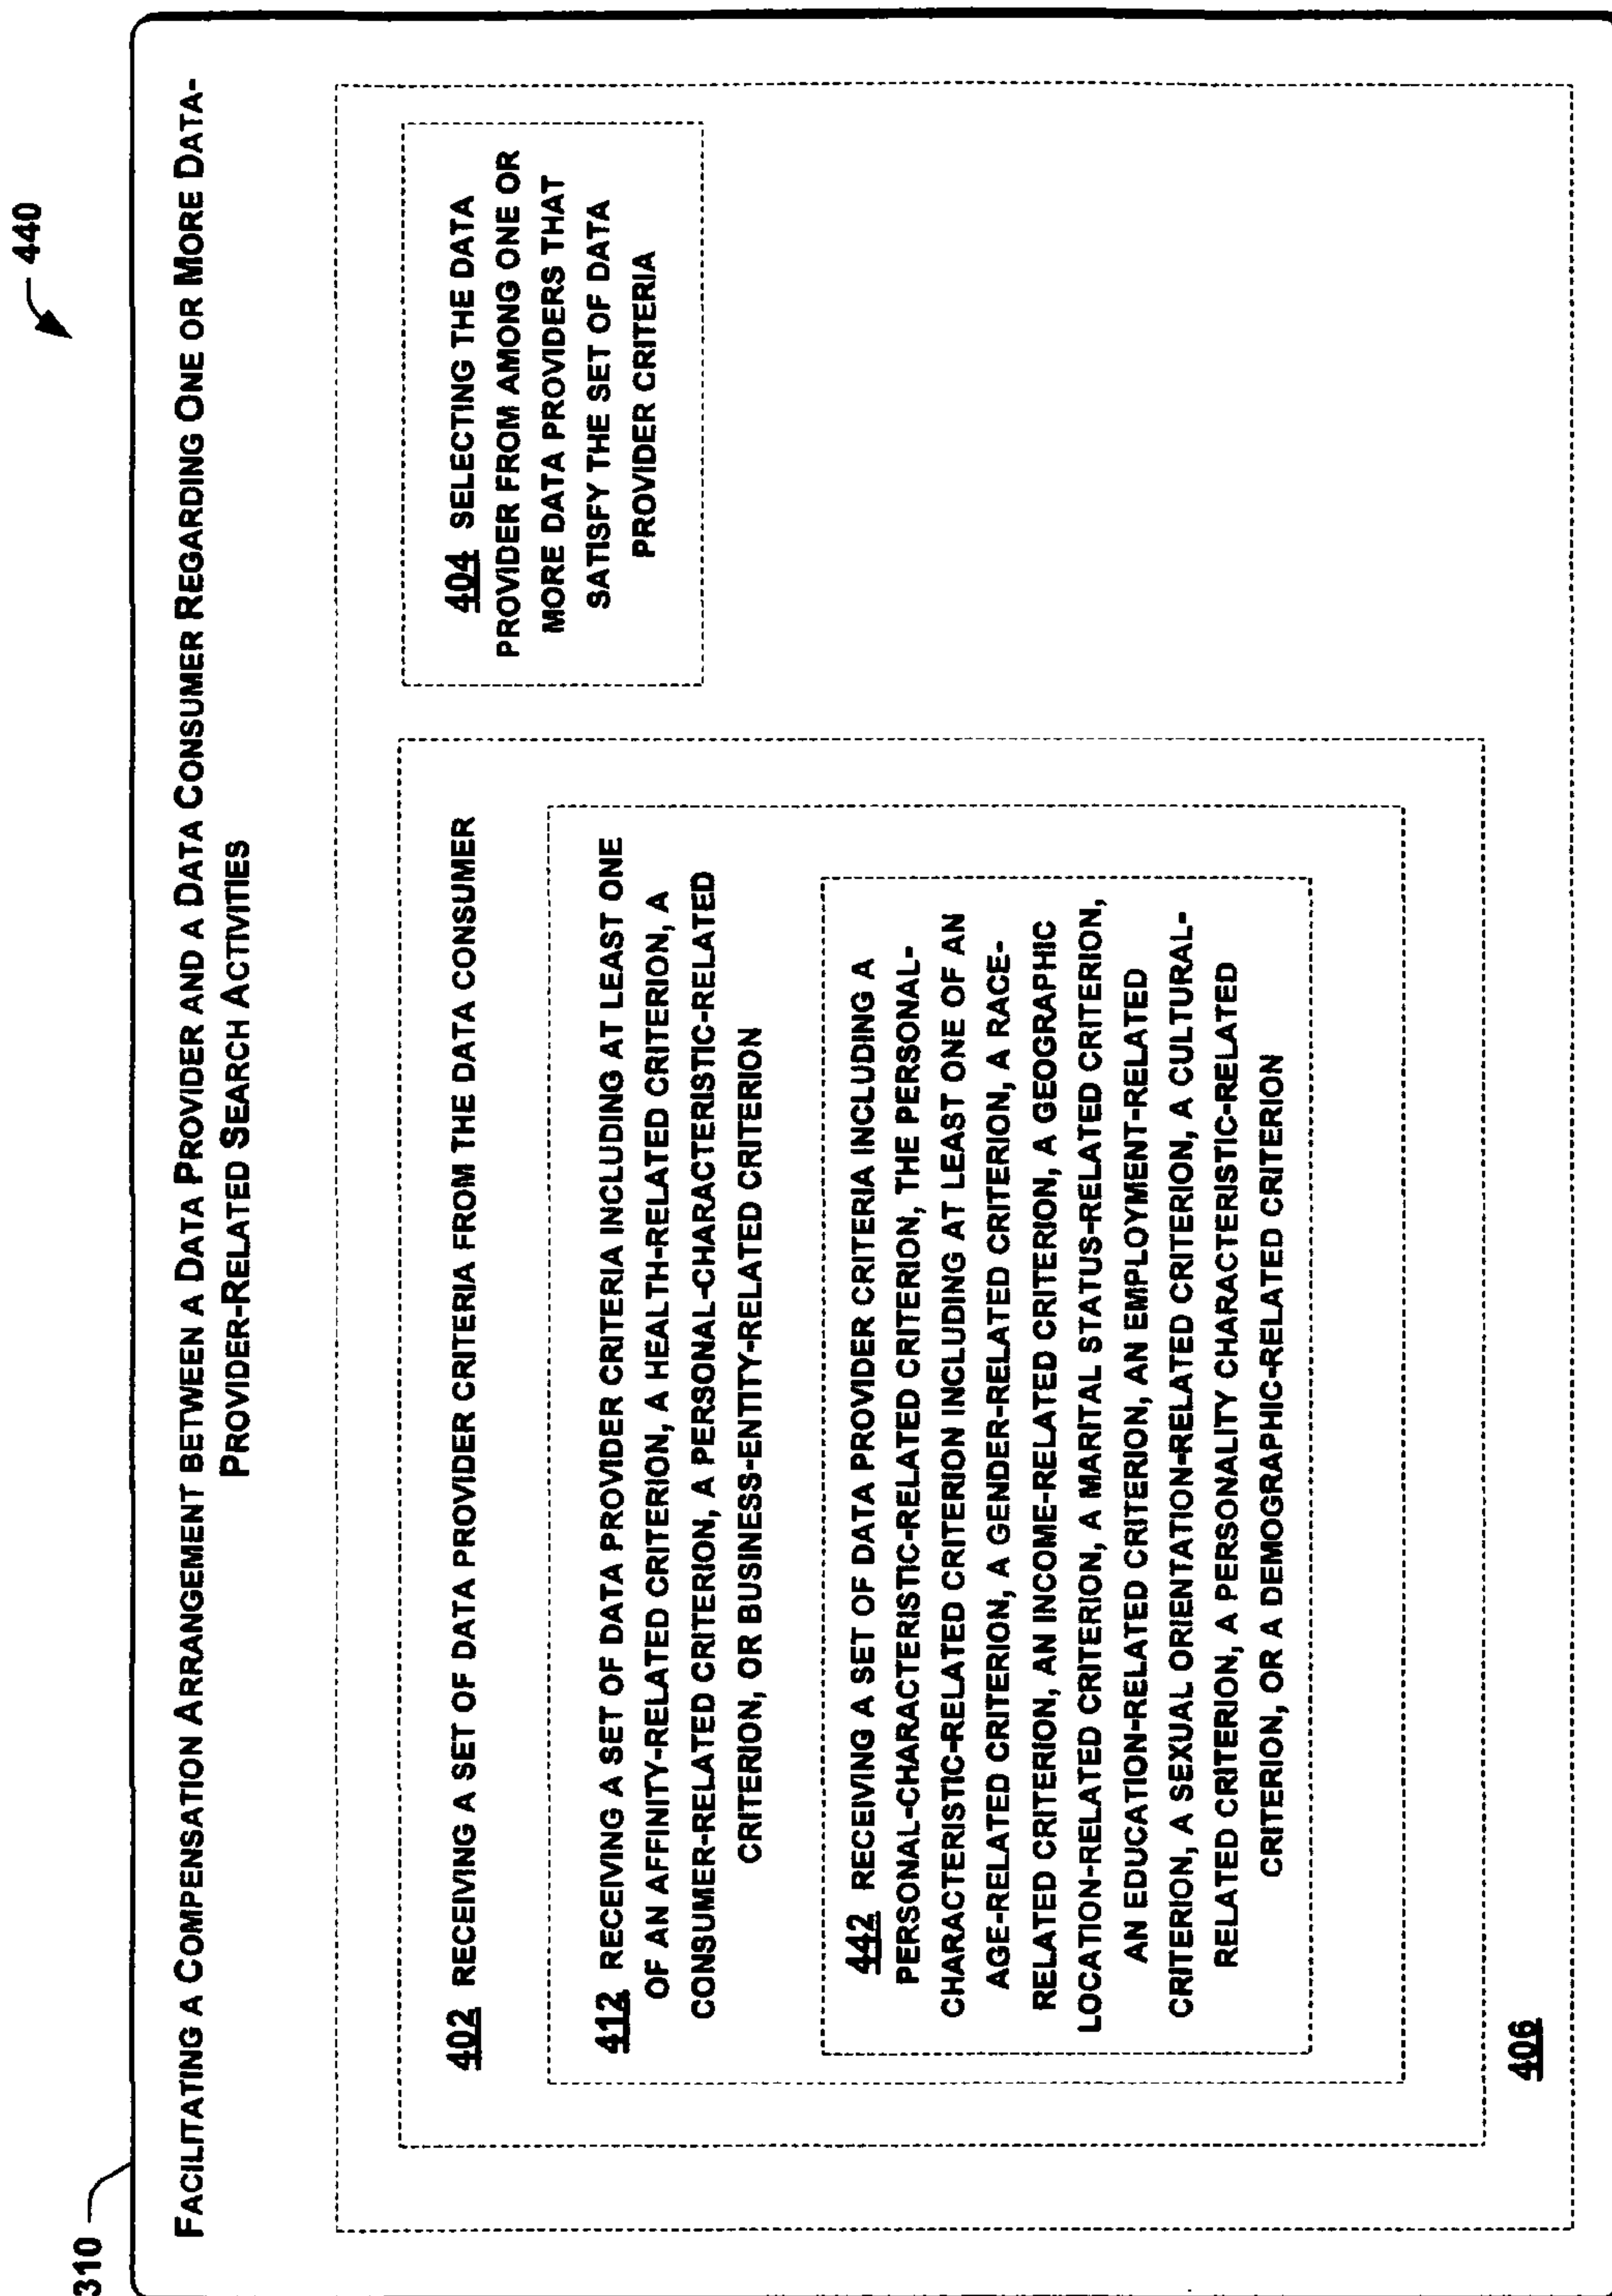 440
310
FACILITATING A COMPENSATION ARRANGEMENT BETWEEN A DATA PROVIDER AND A DATA CONSUMER REGARDING ONE OR MORE DATA-
PROVIDER-RELATED SEARCH ACTIVITIES
402 RECEIVING A SET OF DATA PROVIDER CRITERIA FROM THE DATA CONSUMER
412 RECEIVING A SET OF DATA PROVIDER CRITERIA INCLUDING AT LEAST ONE
OF AN AFFINITY-RELATED CRITERION, A HEALTH-RELATED CRITERION, A
CONSUMER-RELATED CRITERION, A PERSONAL-CHARACTERISTIC-RELATED
CRITERION, OR BUSINESS-ENTITY-RELATED CRITERION
442 RECEIVING A SET OF DATA PROVIDER CRITERIA INCLUDING A
PERSONAL-CHARACTERISTIC-RELATED CRITERION, THE PERSONAL-
CHARACTERISTIC-RELATED CRITERION INCLUDING AT LEAST ONE OF AN
AGE-RELATED CRITERION, A GENDER-RELATED CRITERION, A RACE-
RELATED CRITERION, AN INCOME-RELATED CRITERION, A GEOGRAPHIC
LOCATION-RELATED CRITERION, A MARITAL STATUS-RELATED CRITERION,
AN EDUCATION-RELATED CRITERION, AN EMPLOYMENT-RELATED
CRITERION, A SEXUAL ORIENTATION-RELATED CRITERION, A CULTURAL-
RELATED CRITERION, A PERSONALITY CHARACTERISTIC-RELATED
CRITERION, OR A DEMOGRAPHIC-RELATED CRITERION
404 SELECTING THE DATA
PROVIDER FROM AMONG ONE OR
MORE DATA PROVIDERS THAT
SATISFY THE SET OF DATA
PROVIDER CRITERIA
406